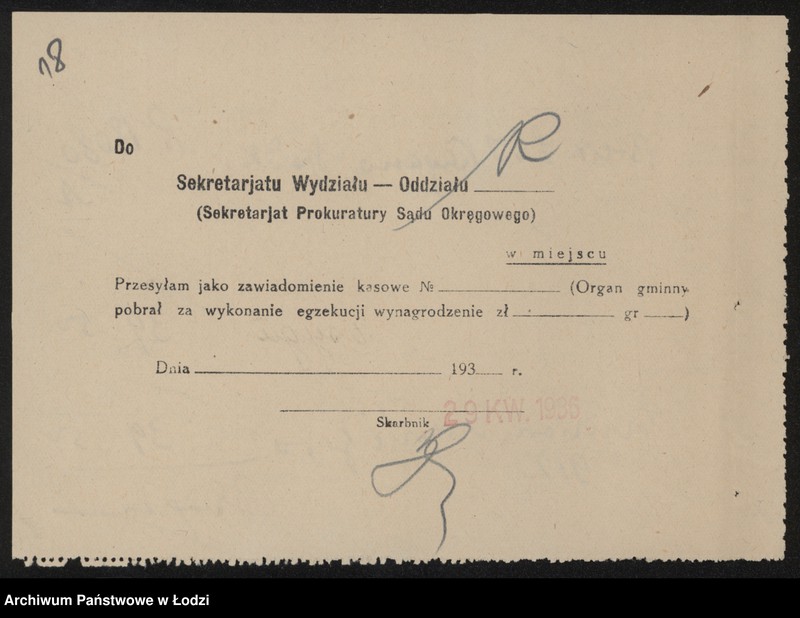 18
R
Do
Sekretarjatu Wydziału — Oddziału
(Sekretarjat Prokuratury Sądu Okręgowego)
w miejscu
Przesyłam jako zawiadomienie kasowe № (Organ gminny
pobrał za wykonanie egzekucji wynagrodzenie zł gr )
Dnia 193 r.
29 KW. 1936
Skarbnik
Archiwum Państwowe w Łodzi